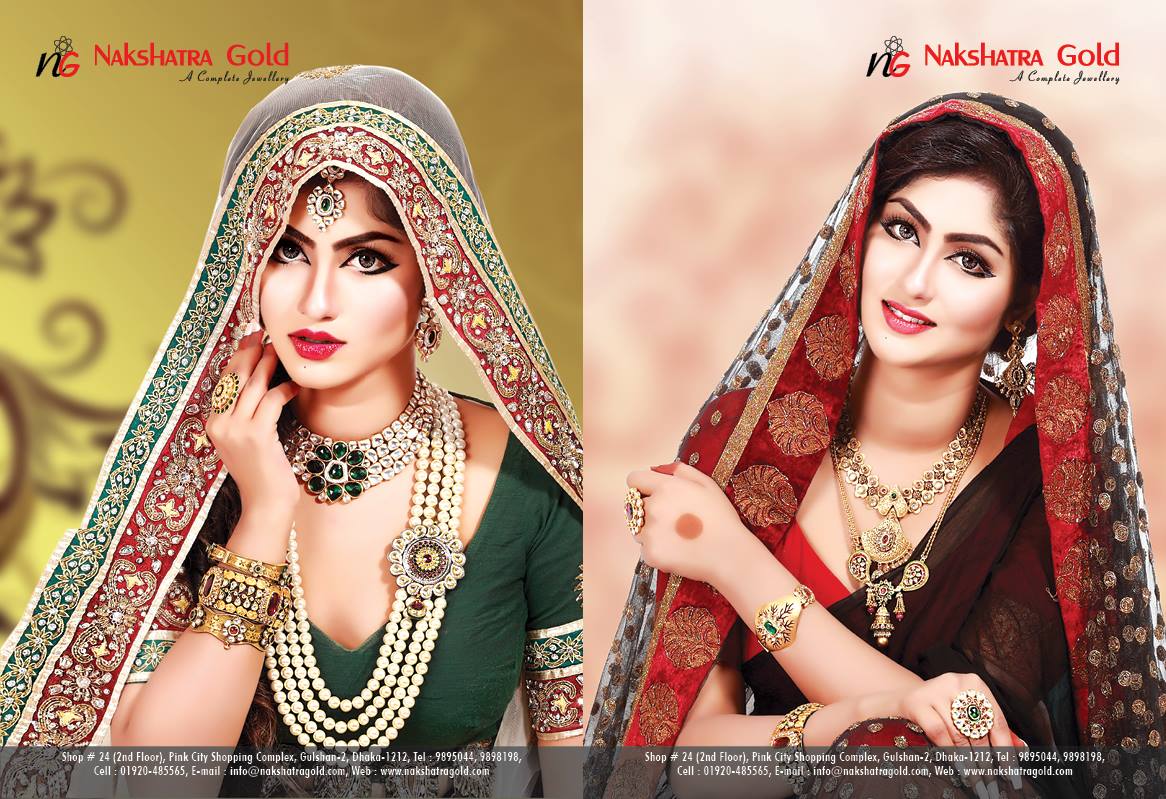 NG NAKSHATRA GOLD
A Complete Jewellery
Shop # 24 (2nd Floor), Pink City Shopping Complex, Gulshan-2, Dhaka-1212, Tel : 9895044, 9898198,
Cell : 01920-485565, E-mail : info@nakshatragold.com, Web : www.nakshatragold.com
NG NAKSHATRA GOLD
A Complete Jewellery
Shop # 24 (2nd Floor), Pink City Shopping Complex, Gulshan-2, Dhaka-1212, Tel : 9895044, 9898198,
Cell : 01920-485565, E-mail : info@nakshatragold.com, Web : www.nakshatragold.com